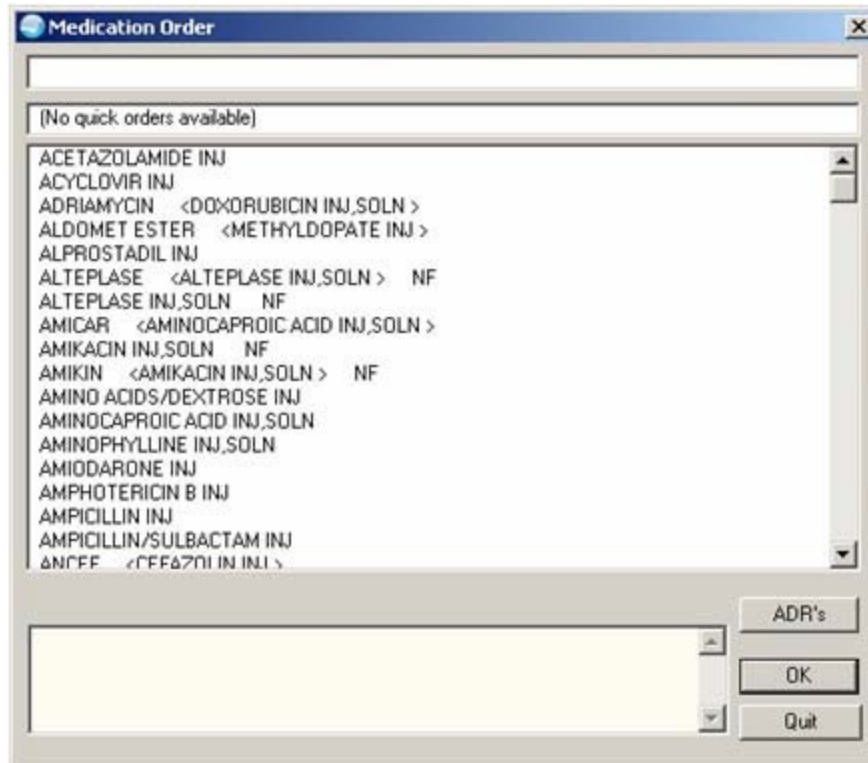 Medication Order
(No quick orders available)
ACETAZOLAMIDE INJ
ACYCLOVIR INJ
ADRIAMYCIN <DOXORUBICIN INJ,SOLN >
ALDOMET ESTER <METHYLDOPATE INJ >
ALPROSTADIL INJ
ALTEPLASE <ALTEPLASE INJ,SOLN > NF
ALTEPLASE INJ,SOLN NF
AMICAR <AMINOCAPROIC ACID INJ,SOLN >
AMIKACIN INJ,SOLN NF
AMIKIN <AMIKACIN INJ,SOLN > NF
AMINO ACIDS/DEXTROSE INJ
AMINOCAPROIC ACID INJ,SOLN
AMINOPHYLLINE INJ,SOLN
AMIODARONE INJ
AMPHOTERICIN B INJ
AMPICILLIN INJ
AMPICILLIN/SULBACTAM INJ
ANCEF <CEFAZOLIN INJ >
ADR's
OK
Quit